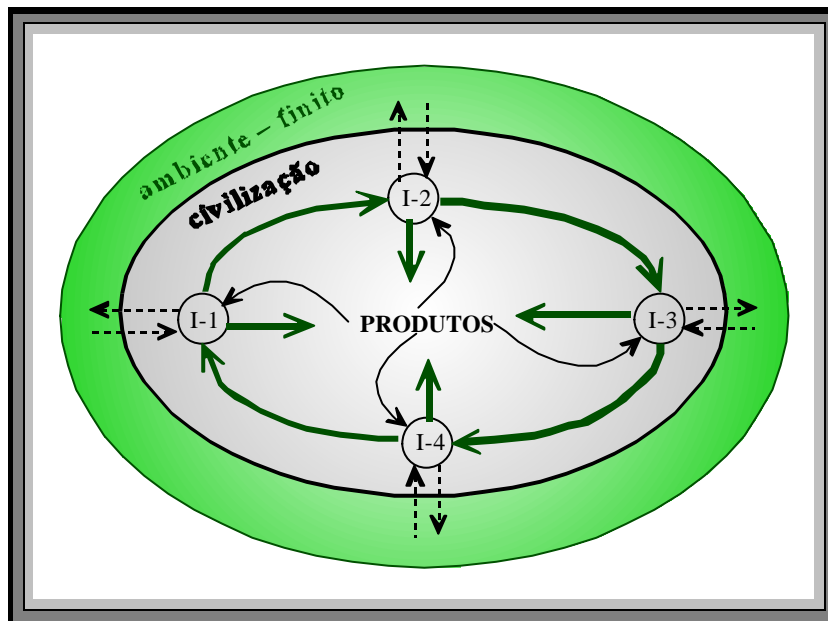 ambiente – finito
civilização
I-2
I-1
PRODUTOS
I-3
I-4